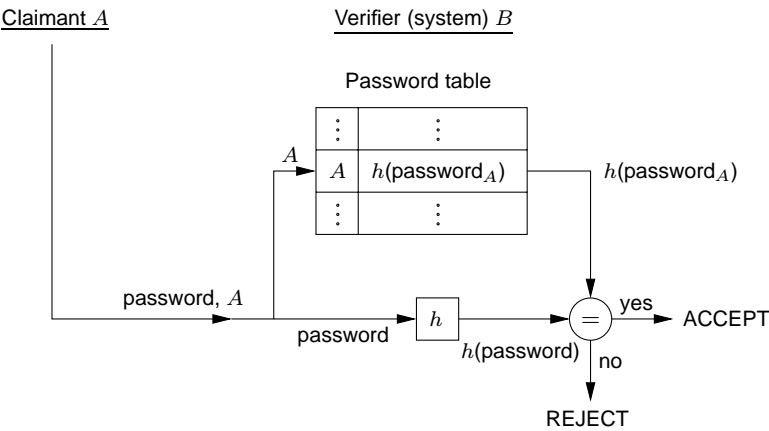 Claimant A
Verifier (system) B
Password table
⋮ ⋮
A
A h(password_A)
h(password_A)
⋮ ⋮
password, A
password
h
h(password)
=
yes
ACCEPT
no
REJECT